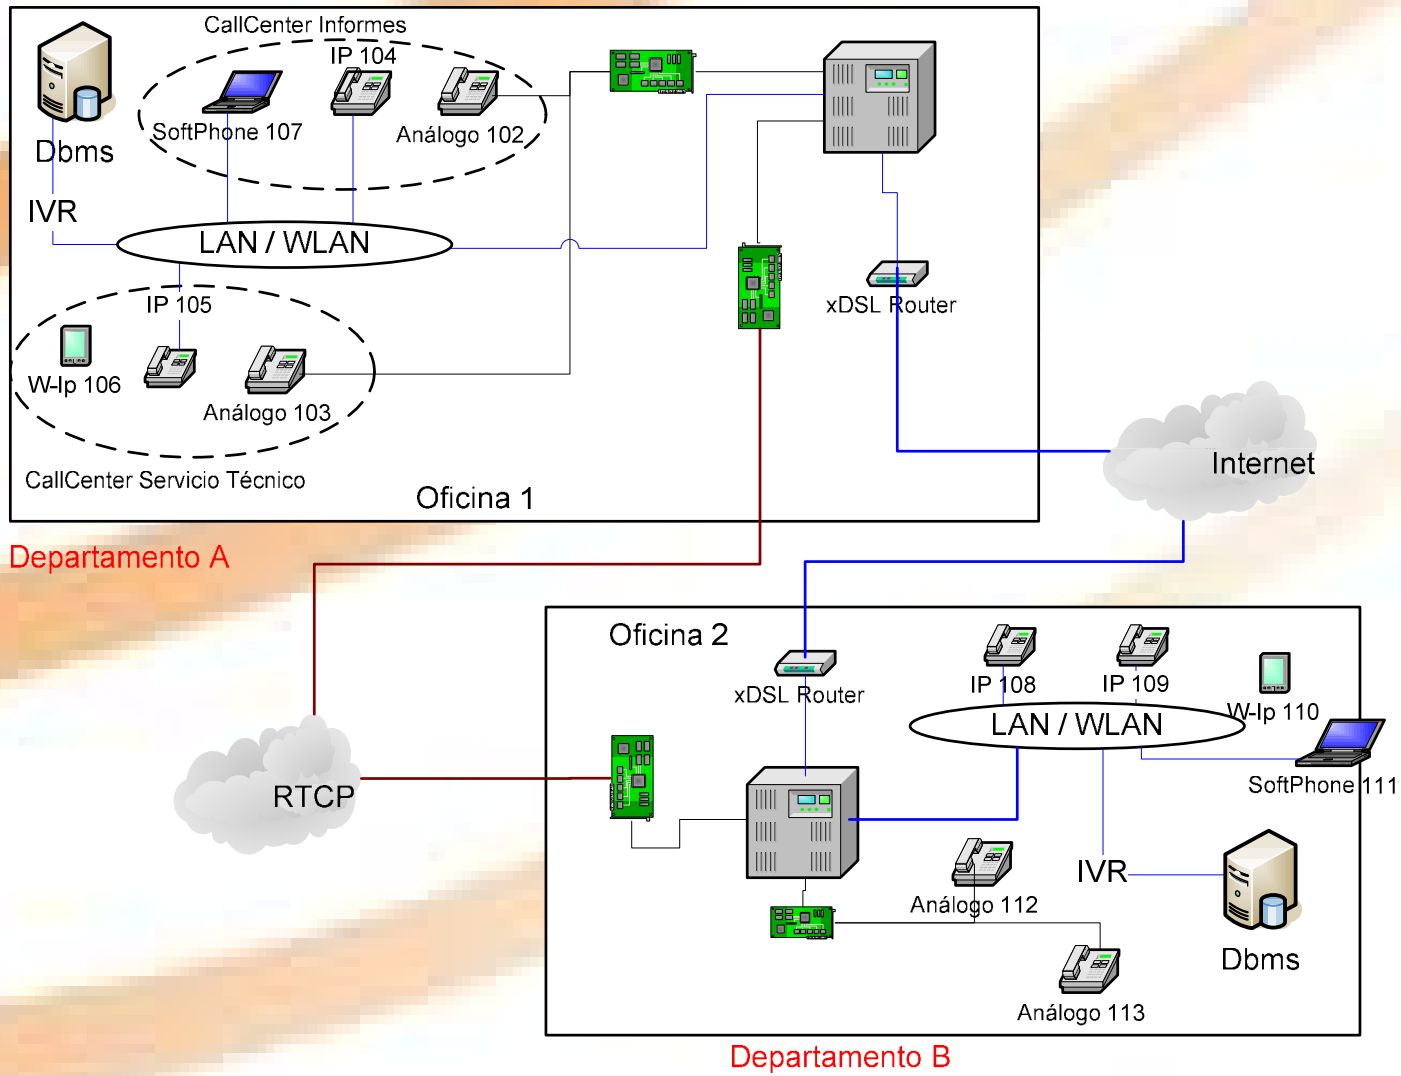 CallCenter Informes
IP 104
SoftPhone 107
Análogo 102
Dbms
IVR
LAN / WLAN
xDSL Router
IP 105
W-Ip 106
Análogo 103
CallCenter Servicio Técnico
Oficina 1
Internet
Departamento A
Oficina 2
xDSL Router
IP 108
IP 109
W-Ip 110
LAN / WLAN
SoftPhone 111
RTCP
IVR
Análogo 112
Dbms
Análogo 113
Departamento B